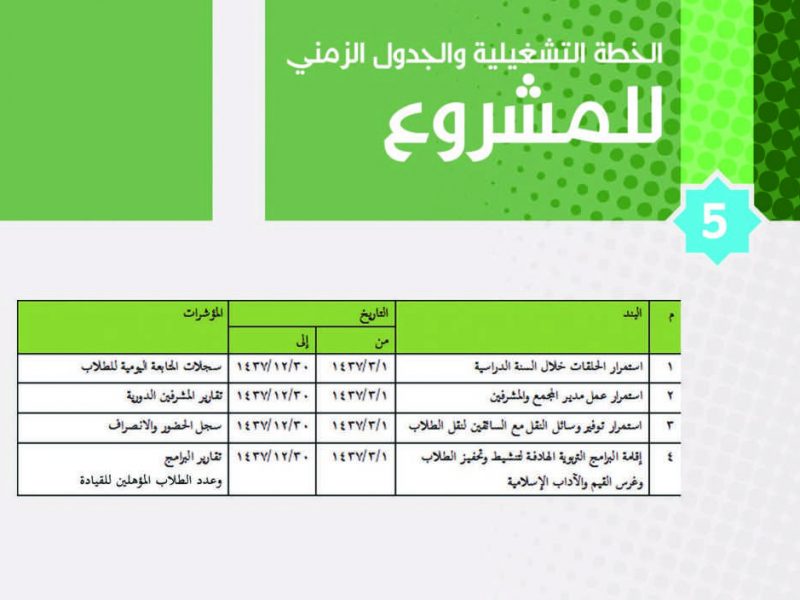 الخطة التشغيلية والجدول الزمني
للمشروع
5
م البند التاريخ المؤشرات
من إلى
١ استمرار الحلقات خلال السنة الدراسية ١٤٣٧/٣/١ ١٤٣٧/١٢/٣٠ سجلات المتابعة اليومية للطلاب
٢ استمرار عمل مدير المجمع والمشرفين ١٤٣٧/٣/١ ١٤٣٧/١٢/٣٠ تقارير المشرفين الدورية
٣ استمرار توفير وسائل النقل مع السائقين لنقل الطلاب ١٤٣٧/٣/١ ١٤٣٧/١٢/٣٠ سجل الحضور والانصراف
٤ إقامة البرامج التربوية الهادفة لتنشيط وتحفيز الطلاب ١٤٣٧/٣/١ ١٤٣٧/١٢/٣٠ تقارير البرامج
وغرس القيم والآداب الإسلامية وعدد الطلاب المؤهلين للقيادة